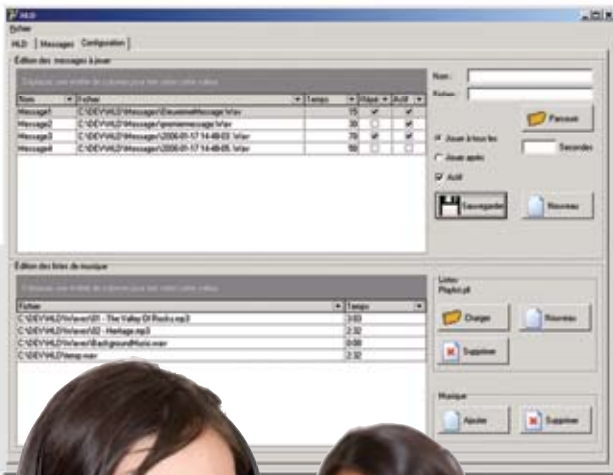 HLD
Fichier
HLD Messages Configuration
Édition des messages à jouer
Nom Fichier Temps Répé Actif
Message1 C:\DEV\HLD\Messages\DeuxiemeMessage.Wav 15
Message2 C:\DEV\HLD\Messages\premiermessage.Wav 30
Message3 C:\DEV\HLD\Messages\2006-01-17 14-48-03.Wav 70
Message4 C:\DEV\HLD\Messages\2006-01-17 14-48-05.Wav 50
Nom :
Fichier :
Parcourir
Jouer à tous les
Secondes
Jouer après
Actif
Sauvegarder Nouveau
Édition des listes de musique
Fichier Temps
C:\DEV\HLD\Waves\01 - The Valley Of Rocks.mp3 3:03
C:\DEV\HLD\Waves\02 - Heritage.mp3 2:32
C:\DEV\HLD\Waves\BackgroundMusic.wav 0:08
C:\DEV\HLD\temp.wav 2:32
Listes
Playlist.pll
Charger Nouveau
Supprimer
Musique
Ajouter Supprimer